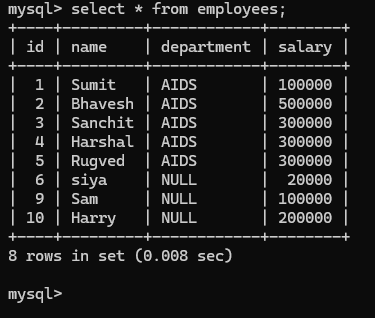 mysql> select * from employees;
+----+---------+------------+--------+
| id | name    | department | salary |
+----+---------+------------+--------+
|  1 | Sumit   | AIDS       | 100000 |
|  2 | Bhavesh | AIDS       | 500000 |
|  3 | Sanchit | AIDS       | 300000 |
|  4 | Harshal | AIDS       | 300000 |
|  5 | Rugved  | AIDS       | 300000 |
|  6 | siya    | NULL       |  20000 |
|  9 | Sam     | NULL       | 100000 |
| 10 | Harry   | NULL       | 200000 |
+----+---------+------------+--------+
8 rows in set (0.008 sec)
mysql>